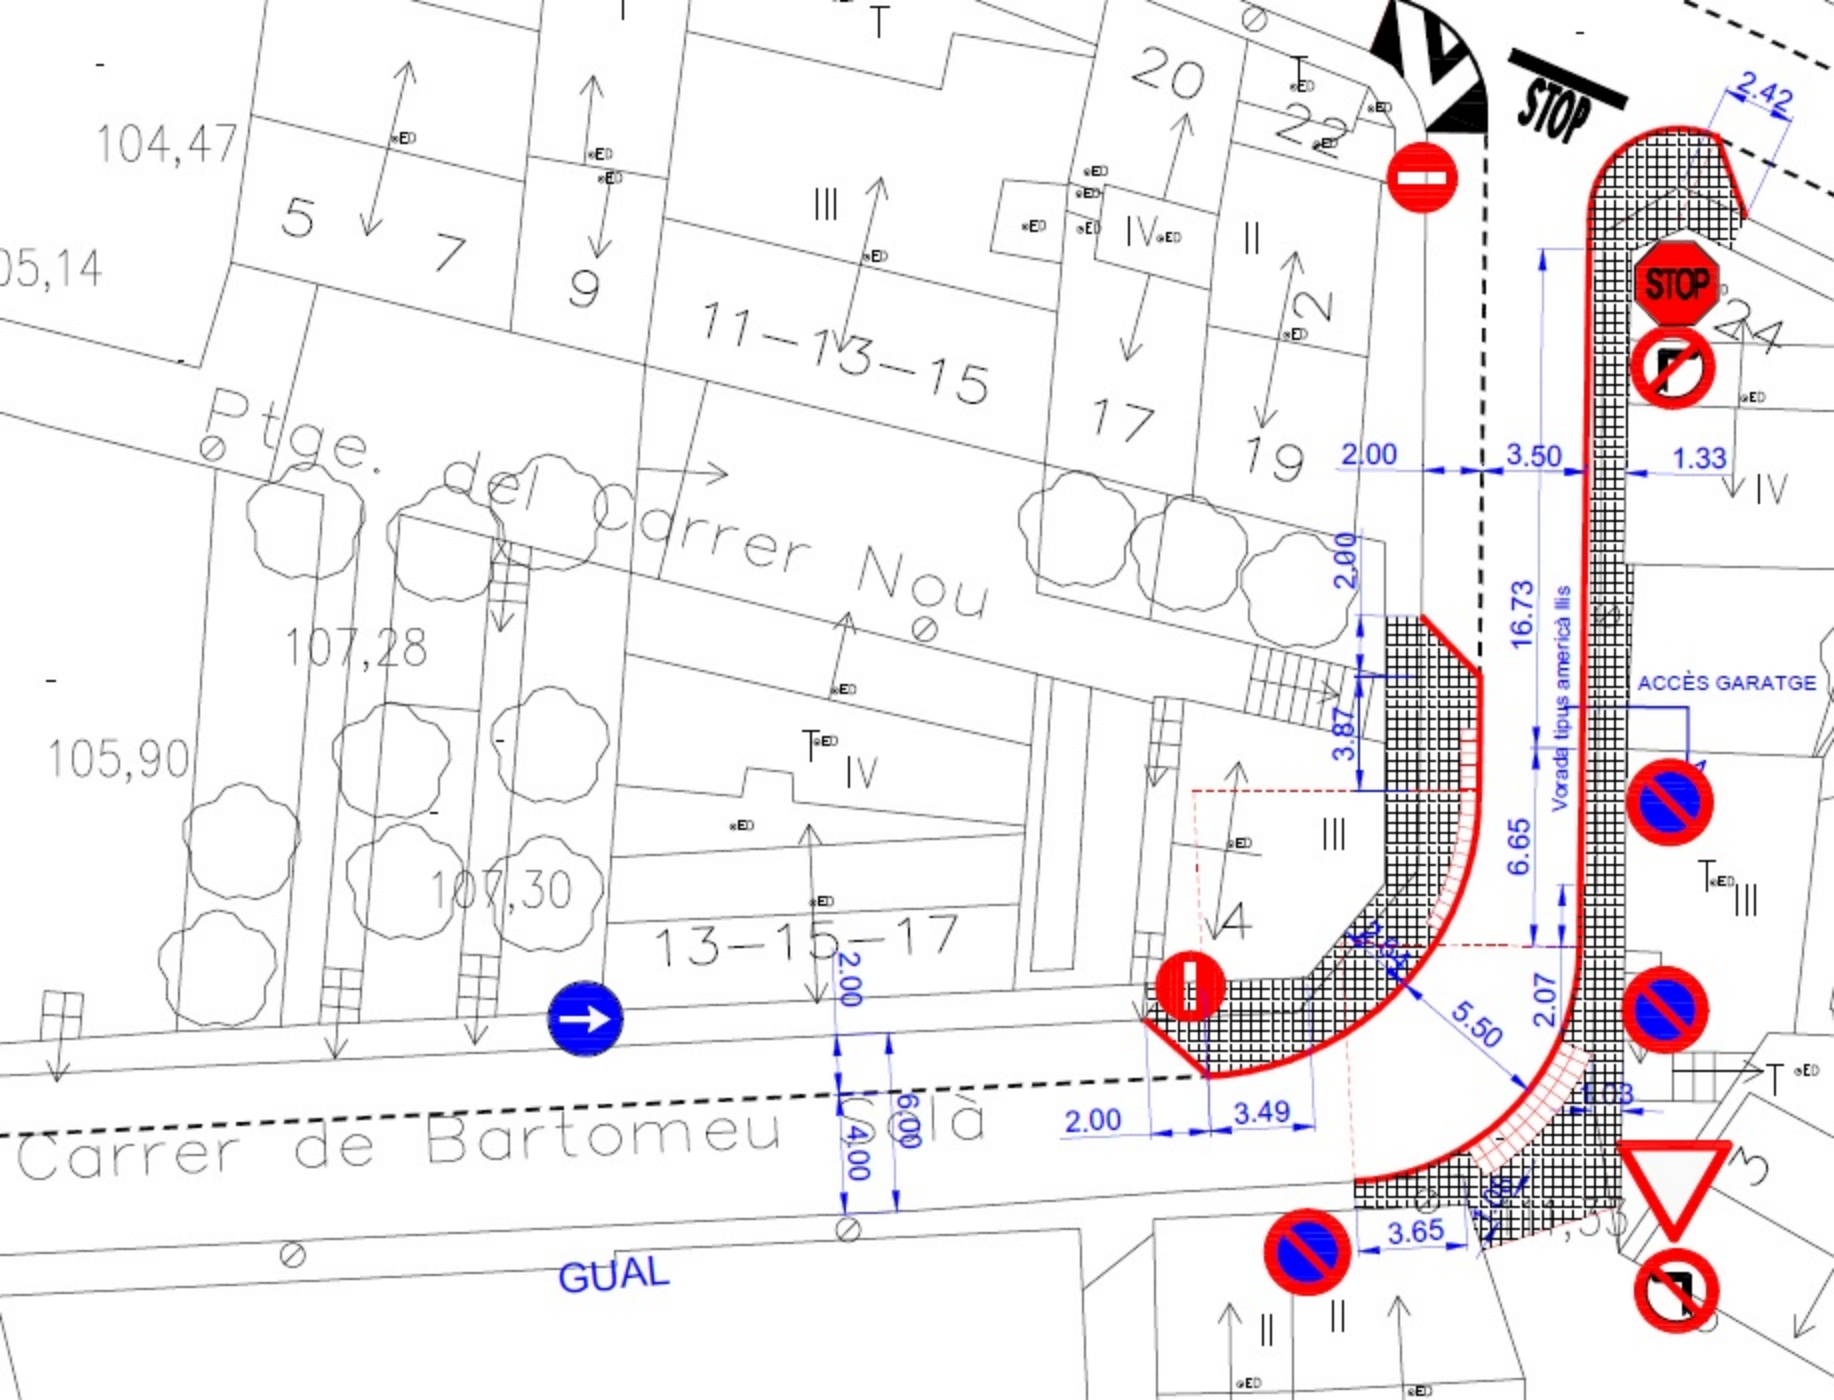 T
T
20
22
T
STOP
2.42
104,47
05,14
5
7
9
III
IV
II
2
STOP
24
11-13-15
17
19
2.00
3.50
1.33
IV
Ptge. del Carrer Nou
2,00
16.73
Vorada tipus americà llis
ACCÈS GARATGE
107,28
105,90
T
IV
3.87
III
6.65
T
III
107,30
13-15-17
4
2.00
5.50
2.07
T
Carrer de Bartomeu Solà
6.00
4.00
2.00
3.49
3
3.65
GUAL
II
II